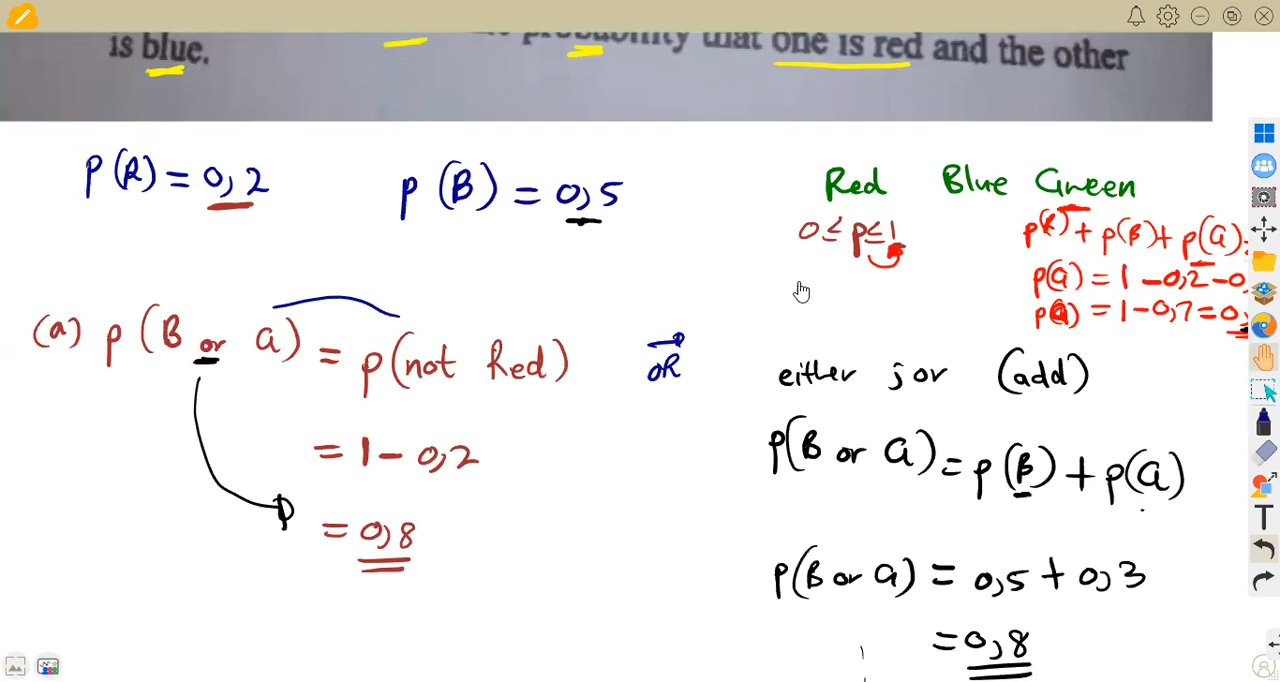 probability that one is red and the other
is blue.
P(R) = 0,2
P(B) = 0,5
Red Blue Green
0 ≤ p ≤ 1
P(R) + P(B) + P(G) =
P(G) = 1 - 0,2 - 0,
P(G) = 1 - 0,7 = 0,
(a) P(B or G) = P(not Red)
= 1 - 0,2
= 0,8
OR
either ; or (add)
P(B or G) = P(B) + P(G)
P(B or G) = 0,5 + 0,3
= 0,8
T